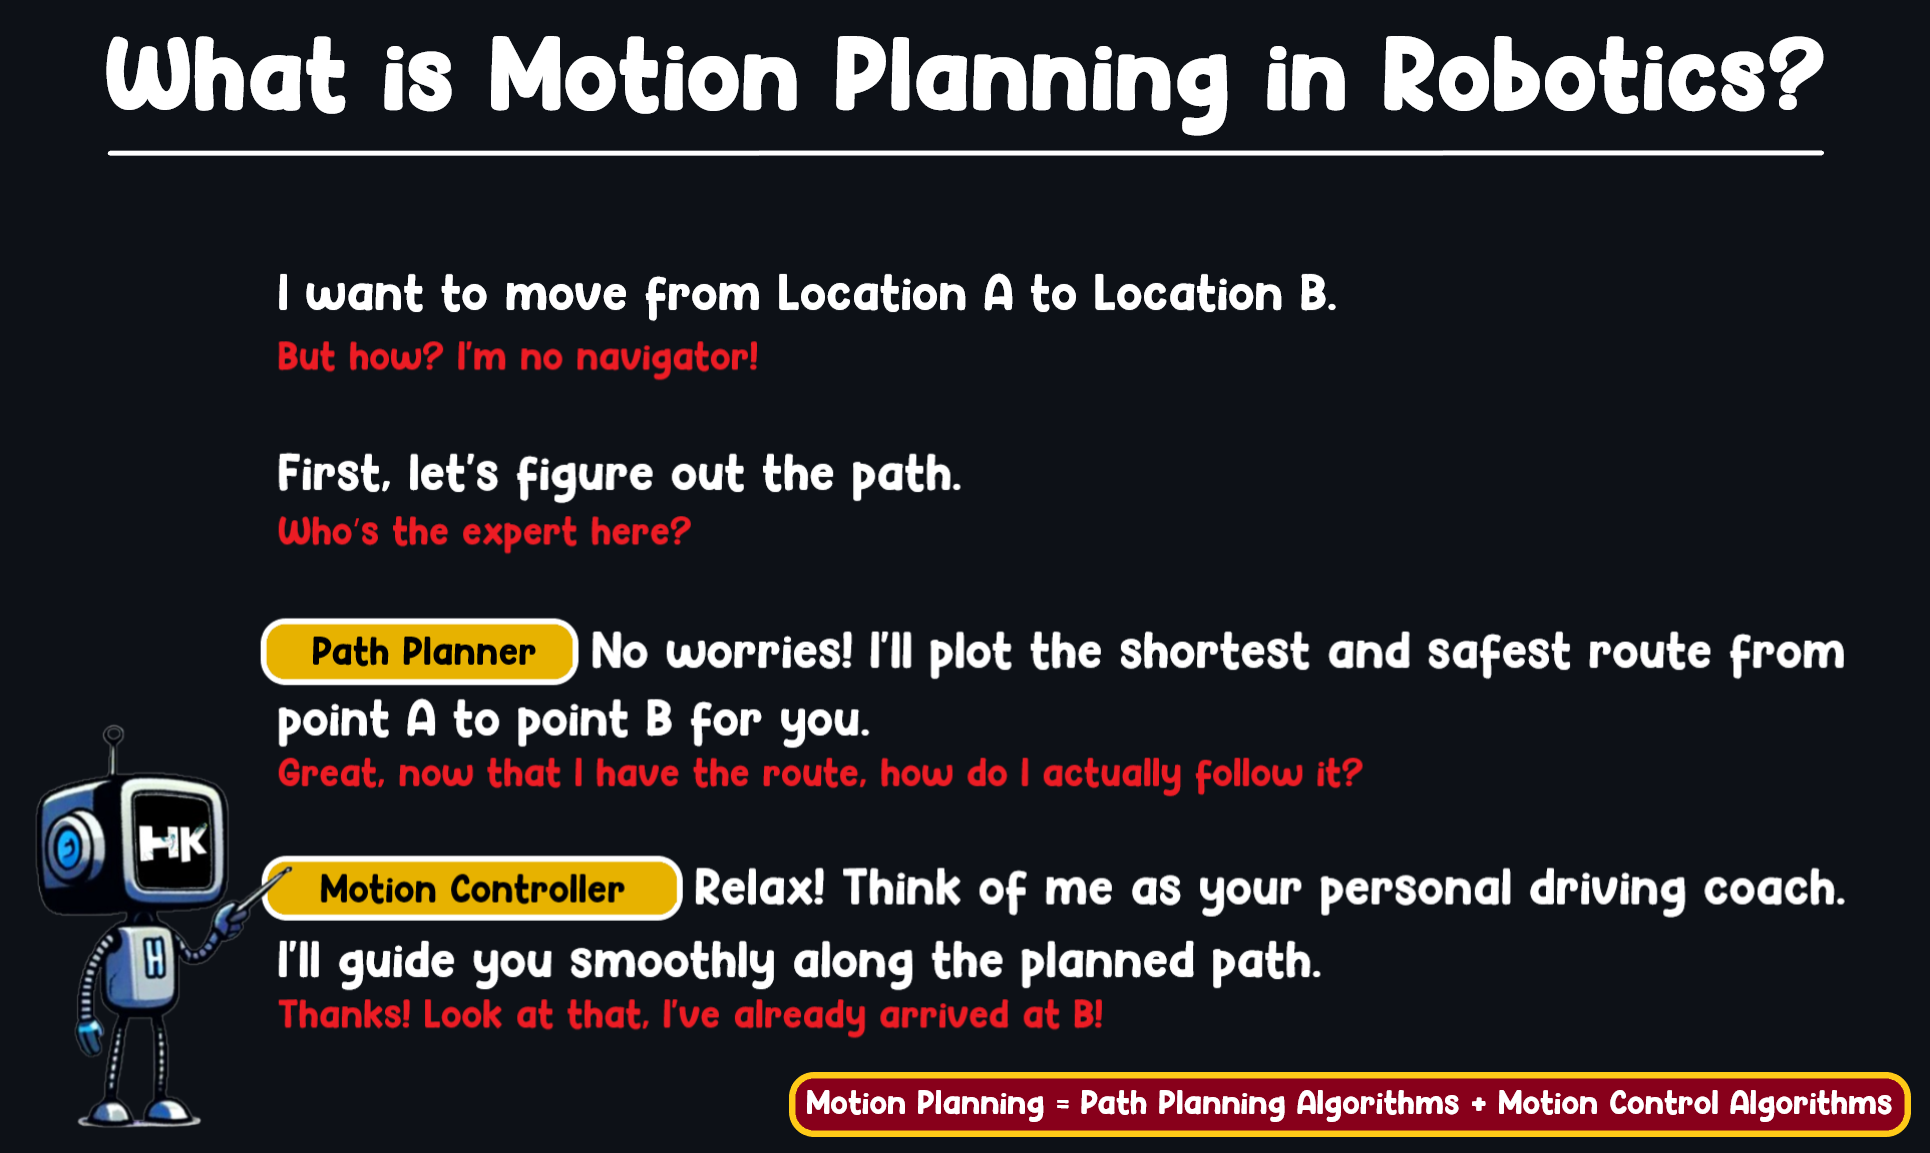 What is Motion Planning in Robotics?
I want to move from Location A to Location B.
But how? I'm no navigator!
First, let's figure out the path.
Who's the expert here?
Path Planner No worries! I'll plot the shortest and safest route from
point A to point B for you.
Great, now that I have the route, how do I actually follow it?
HK
Motion Controller Relax! Think of me as your personal driving coach.
H
I'll guide you smoothly along the planned path.
Thanks! Look at that, I've already arrived at B!
Motion Planning = Path Planning Algorithms + Motion Control Algorithms